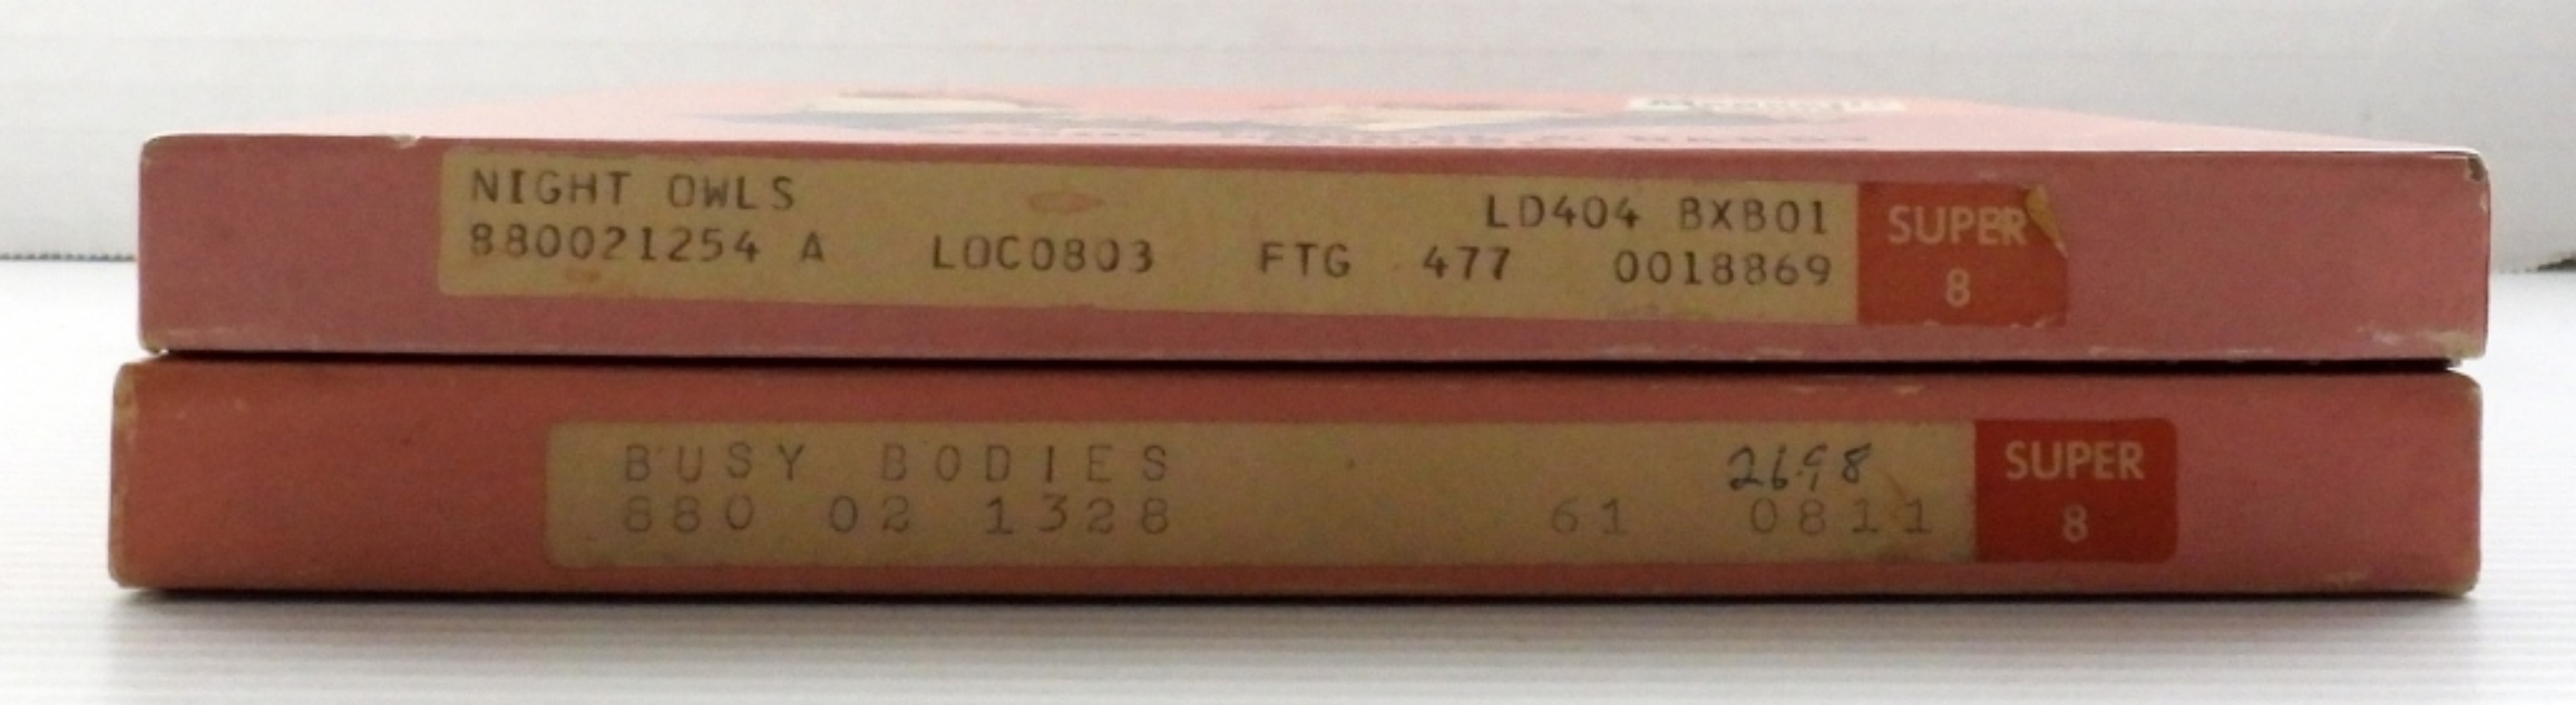 NIGHT OWLS LD404 BXB01
880021254 A LOC0803 FTG 477 0018869
SUPER
8
BUSY BODIES 2698
880 02 1328 61 0811
SUPER
8